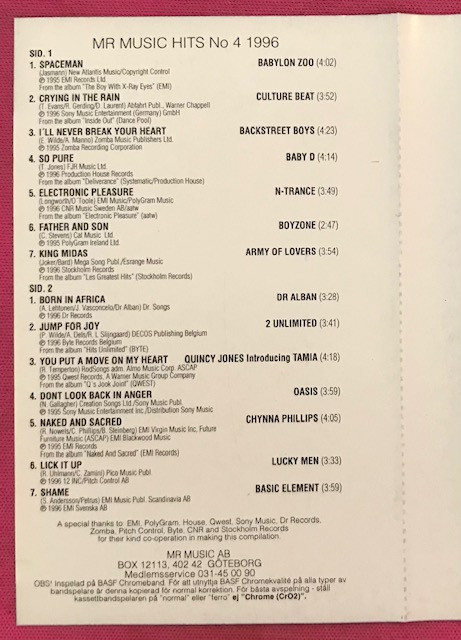 MR MUSIC HITS No 4 1996
SID. 1
1. SPACEMAN BABYLON ZOO (4:02)
(Jasmann) New Atlantis Music/Copyright Control
℗ 1995 EMI Records Ltd.
From the album "The Boy With X-Ray Eyes" (EMI)
2. CRYING IN THE RAIN CULTURE BEAT (3:52)
(T. Evans/R. Gerding/D. Laurent) Abfahrt Publ., Warner Chappell
℗ 1996 Sony Music Entertainment (Germany) GmbH
From the album "Inside Out" (Dance Pool)
3. I´LL NEVER BREAK YOUR HEART BACKSTREET BOYS (4:23)
(E. Wilde/A. Marino) Zomba Music Publishers Ltd.
℗ 1995 Zomba Recording Corporation
4. SO PURE BABY D (4:14)
(T. Jones) FJR Music Ltd.
℗ 1996 Production House Records
From the album "Deliverance" (Systematic/Production House)
5. ELECTRONIC PLEASURE N-TRANCE (3:49)
(Longworth/O´Toole) EMI Music/PolyGram Music
℗ 1996 CNR Music Sweden AB/aatw
From the album "Electronic Pleasure" (aatw)
6. FATHER AND SON BOYZONE (2:47)
(C. Stevens) Cat Music Ltd.
℗ 1995 PolyGram Ireland Ltd.
7. KING MIDAS ARMY OF LOVERS (3:54)
(Joker/Bard) Mega Song Publ./Esrange Music
℗ 1996 Stockholm Records
From the album "Les Greatest Hits" (Stockholm Records)
SID. 2
1. BORN IN AFRICA DR ALBAN (3:28)
(A. Lehtonen/J. Vasconcelo/Dr Alban) Dr. Songs
℗ 1996 Dr Records
2. JUMP FOR JOY 2 UNLIMITED (3:41)
(P. Wilde/A. Dels/R. L Slijngaard) DECOS Publishing Belgium
℗ 1996 Byte Records Belgium
From the album "Hits Unlimited" (BYTE)
3. YOU PUT A MOVE ON MY HEART QUINCY JONES Introducing TAMIA (4:18)
(R. Temperton) RodSongs adm. Almo Music Corp. ASCAP
℗ 1995 Qwest Records, A Warner Music Group Company
From the album "Q´s Jook Joint" (QWEST)
4. DONT LOOK BACK IN ANGER OASIS (3:59)
(N. Gallagher) Creation Songs Ltd./Sony Music Publ.
℗ 1995 Sony Music Entertainment Inc./Distribution Sony Music
5. NAKED AND SACRED CHYNNA PHILLIPS (4:05)
(R. Nowels/C. Phillips/B. Steinberg) EMI Virgin Music Inc, Future
Furniture Music (ASCAP) EMI Blackwood Music
℗ 1995 EMI Records
From the album "Naked And Sacred" (EMI Records)
6. LICK IT UP LUCKY MEN (3:33)
(R. Uhlmann/C. Zamini) Pico Music Publ.
℗ 1996 12 INC/Pitch Control AB
7. SHAME BASIC ELEMENT (3:59)
(S. Andersson/Petrus) EMI Music Publ. Scandinavia AB
℗ 1996 EMI Svenska AB
A special thanks to: EMI, PolyGram, House, Qwest, Sony Music, Dr Records,
Zomba, Pitch Control, Byte, CNR and Stockholm Records
for their kind co-operation in making this compilation.
MR MUSIC AB
BOX 12113, 402 42 GÖTEBORG
Medlemsservice 031-45 00 90
OBS! Inspelad på BASF Chromeband. För att utnyttja BASF Chromekvalité på alla typer av
bandspelare är denna kopierad för normal korrektion. För bästa avspelning - ställ
kassettbandspelaren på "normal" eller "ferro" ej "Chrome (CrO2)".